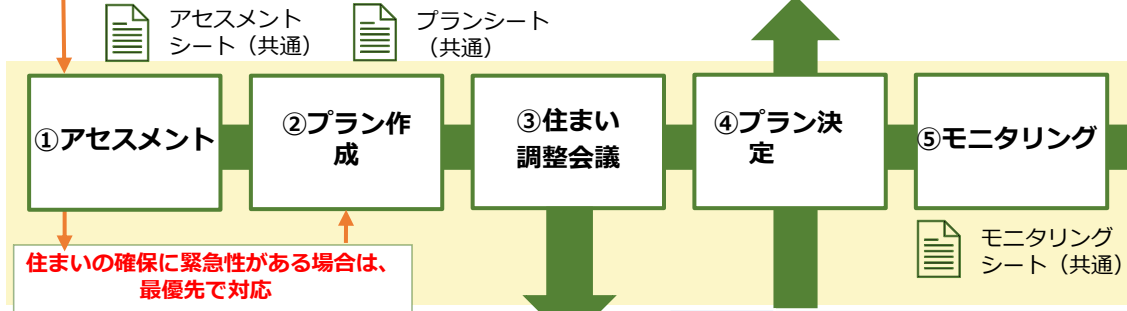 アセスメント
シート（共通）
プランシート
（共通）
①アセスメント
②プラン作
成
③住まい
調整会議
④プラン決
定
⑤モニタリング
住まいの確保に緊急性がある場合は、
最優先で対応
モニタリング
シート（共通）